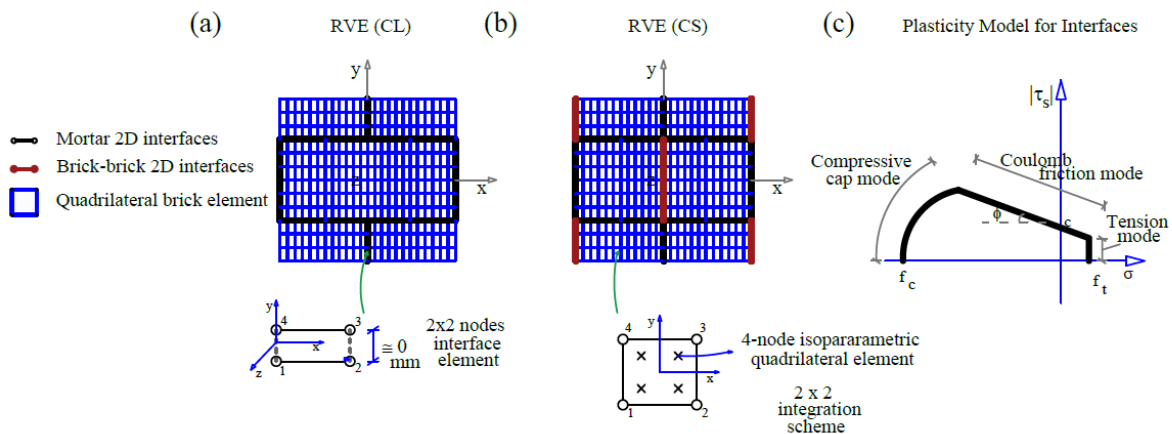 (a)
RVE (CL)
(b)
RVE (CS)
(c)
Plasticity Model for Interfaces
y
y
|τs|
Mortar 2D interfaces
Brick-brick 2D interfaces
Quadrilateral brick element
z
x
z
x
Compressive
cap mode
Coulomb
friction mode
ϕ
c
Tension
mode
f c
f t
σ
y
4
3
x
z
1
2
≅0
mm
2x2 nodes
interface
element
4
y
3
x
1
2
4-node isopararametric
quadrilateral element
2 x 2
integration
scheme